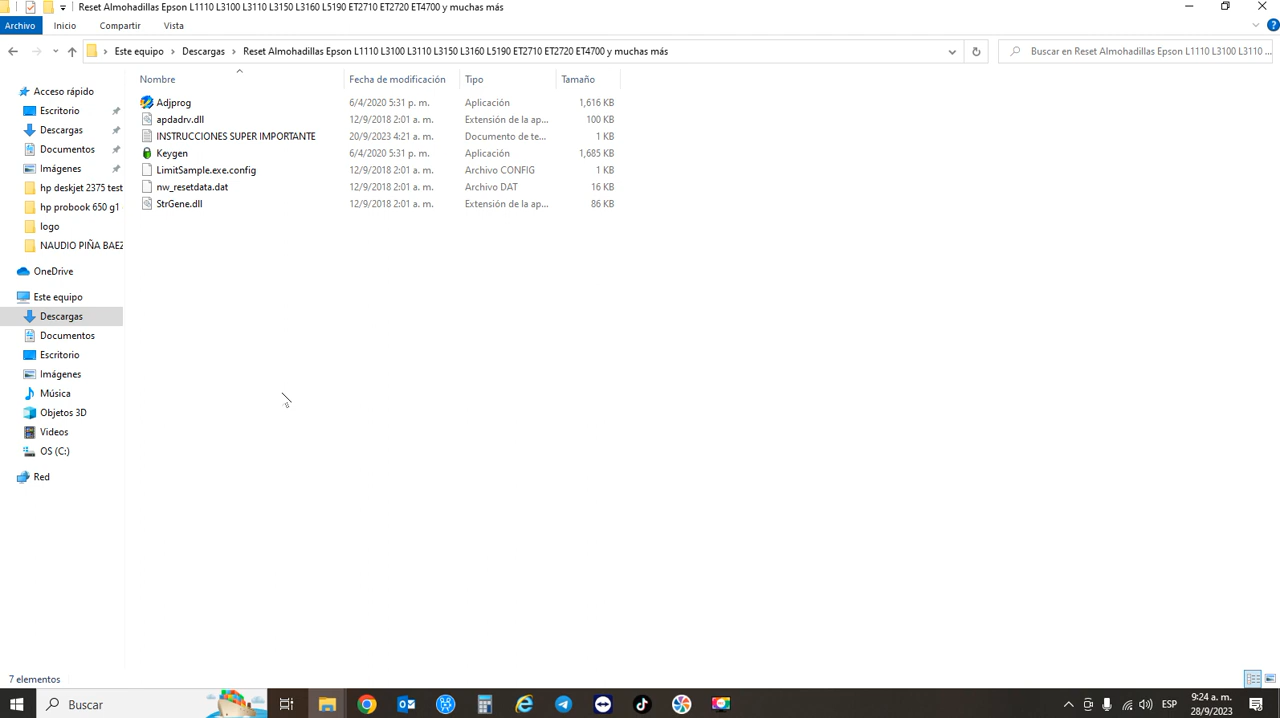 Reset Almohadillas Epson L1110 L3100 L3110 L3150 L3160 L5190 ET2710 ET2720 ET4700 y muchas más
Archivo Inicio Compartir Vista
Este equipo Descargas Reset Almohadillas Epson L1110 L3100 L3110 L3150 L3160 L5190 ET2710 ET2720 ET4700 y muchas más Buscar en Reset Almohadillas Epson L1110 L3100 L3110 ...
Nombre Fecha de modificación Tipo Tamaño
Acceso rápido
Escritorio
Descargas
Documentos
Imágenes
hp deskjet 2375 test
hp probook 650 g1
logo
NAUDIO PIÑA BAEZ
OneDrive
Este equipo
Descargas
Documentos
Escritorio
Imágenes
Música
Objetos 3D
Videos
OS (C:)
Red
Adjprog 6/4/2020 5:31 p. m. Aplicación 1,616 KB
apdadrv.dll 12/9/2018 2:01 a. m. Extensión de la ap... 100 KB
INSTRUCCIONES SUPER IMPORTANTE 20/9/2023 4:21 a. m. Documento de te... 1 KB
Keygen 6/4/2020 5:31 p. m. Aplicación 1,685 KB
LimitSample.exe.config 12/9/2018 2:01 a. m. Archivo CONFIG 1 KB
nw_resetdata.dat 12/9/2018 2:01 a. m. Archivo DAT 16 KB
StrGene.dll 12/9/2018 2:01 a. m. Extensión de la ap... 86 KB
7 elementos
Buscar
ESP
9:24 a. m.
28/9/2023